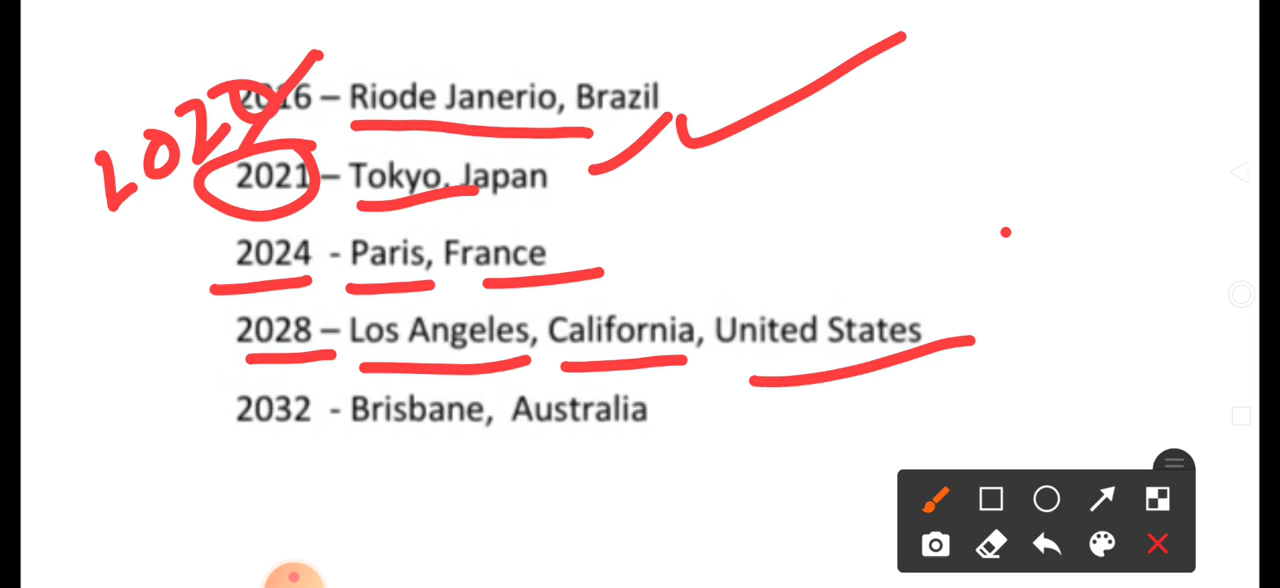 2016 – Riode Janerio, Brazil
2020
2021 – Tokyo, Japan
2024 - Paris, France
2028 – Los Angeles, California, United States
2032 - Brisbane, Australia